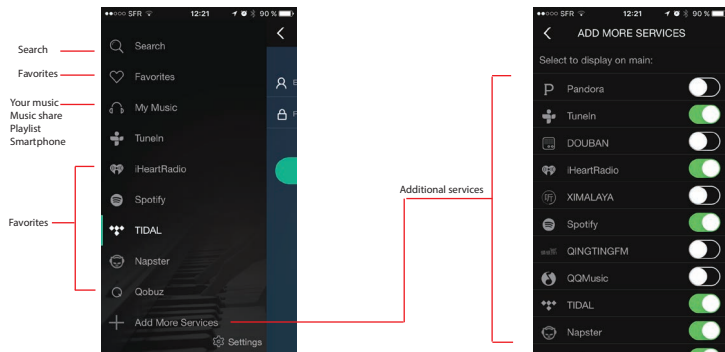 ●●○○○ SFR 12:21 90 %
Search
Favorites
My Music
TuneIn
iHeartRadio
Spotify
TIDAL
Napster
Qobuz
Add More Services
Settings
Search
Favorites
Your music
Music share
Playlist
Smartphone
Favorites
Additional services
●●○○○ SFR 12:21 90 %
ADD MORE SERVICES
Select to display on main:
Pandora
TuneIn
DOUBAN
iHeartRadio
听 XIMALAYA
Spotify
QINGTINGFM
QQMusic
TIDAL
Napster